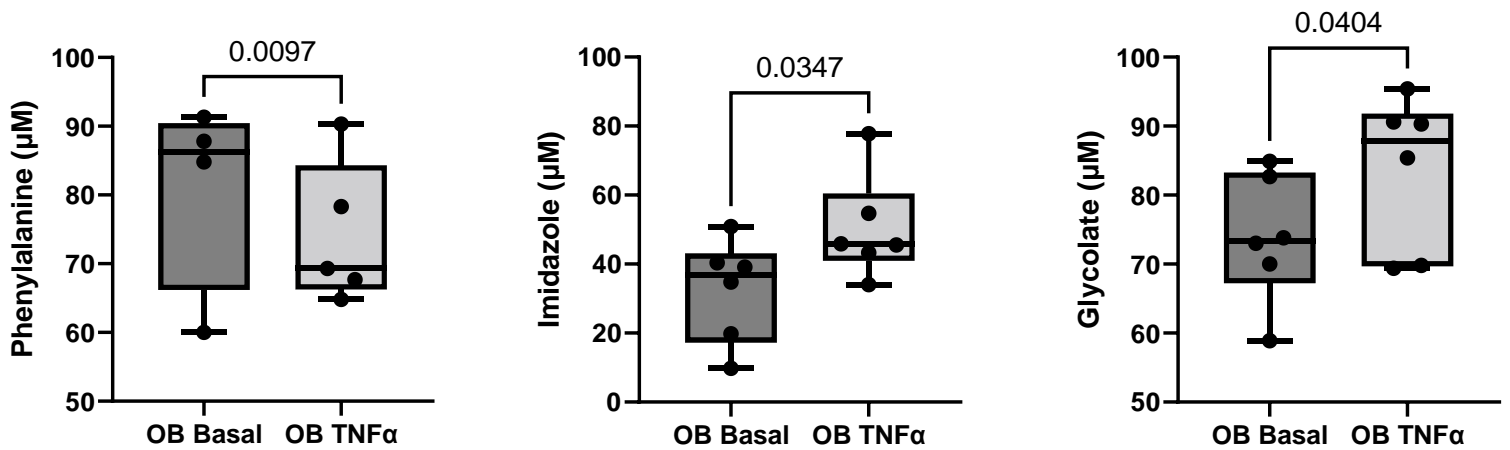 0.0097
Phenylalanine (µM)
100
90
80
70
60
50
OB Basal
OB TNFα
0.0347
Imidazole (µM)
100
80
60
40
20
0
OB Basal
OB TNFα
0.0404
Glycolate (µM)
100
90
80
70
60
50
OB Basal
OB TNFα